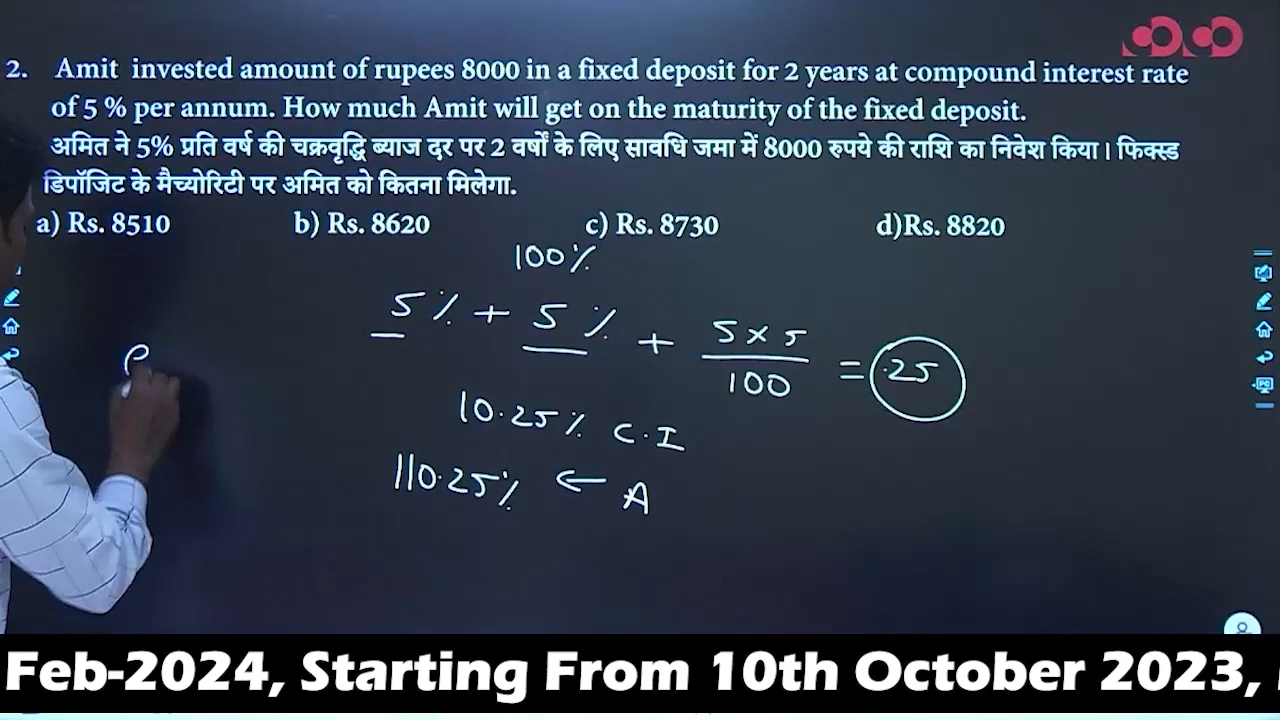 2. Amit invested amount of rupees 8000 in a fixed deposit for 2 years at compound interest rate
of 5 % per annum. How much Amit will get on the maturity of the fixed deposit.
अमित ने 5% प्रति वर्ष की चक्रवृद्धि ब्याज दर पर 2 वर्षों के लिए सावधि जमा में 8000 रुपये की राशि का निवेश किया। फिक्स्ड
डिपॉजिट के मैच्योरिटी पर अमित को कितना मिलेगा.
a) Rs. 8510 b) Rs. 8620 c) Rs. 8730 d)Rs. 8820
100%
5% + 5% + 5 x 5 / 100 = .25
10.25% C.I
110.25% ← A
Feb-2024, Starting From 10th October 2023,